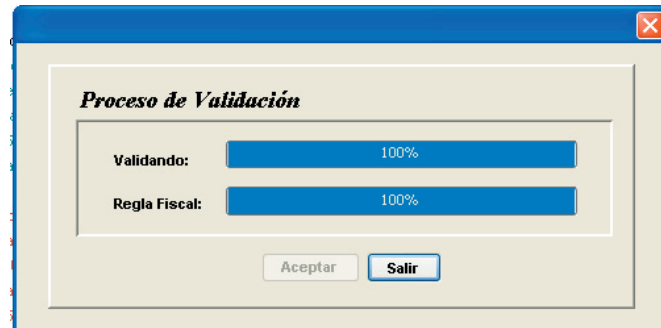 Proceso de Validación
Validando: 100%
Regla Fiscal: 100%
Aceptar Salir